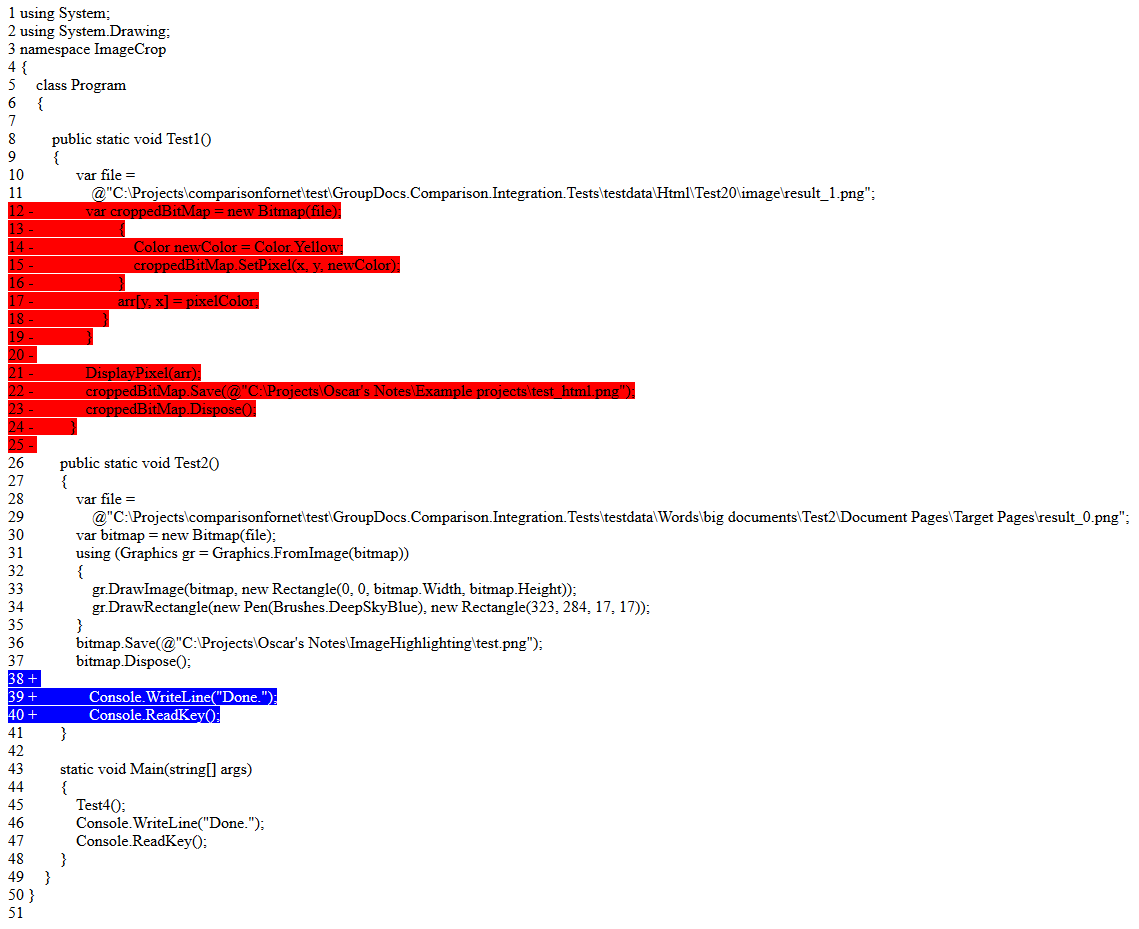 1 using System;
2 using System.Drawing;
3 namespace ImageCrop
4 {
5     class Program
6     {
7
8         public static void Test1()
9         {
10             var file =
11                 @"C:\Projects\comparisonfornet\test\GroupDocs.Comparison.Integration.Tests\testdata\Html\Test20\image\result_1.png";
12 -             var croppedBitMap = new Bitmap(file);
13 -                     {
14 -                         Color newColor = Color.Yellow;
15 -                         croppedBitMap.SetPixel(x, y, newColor);
16 -                     }
17 -                     arr[y, x] = pixelColor;
18 -                 }
19 -             }
20 -
21 -             DisplayPixel(arr);
22 -             croppedBitMap.Save(@"C:\Projects\Oscar's Notes\Example projects\test_html.png");
23 -             croppedBitMap.Dispose();
24 -         }
25 -
26         public static void Test2()
27         {
28             var file =
29                 @"C:\Projects\comparisonfornet\test\GroupDocs.Comparison.Integration.Tests\testdata\Words\big documents\Test2\Document Pages\Target Pages\result_0.png";
30             var bitmap = new Bitmap(file);
31             using (Graphics gr = Graphics.FromImage(bitmap))
32             {
33                 gr.DrawImage(bitmap, new Rectangle(0, 0, bitmap.Width, bitmap.Height));
34                 gr.DrawRectangle(new Pen(Brushes.DeepSkyBlue), new Rectangle(323, 284, 17, 17));
35             }
36             bitmap.Save(@"C:\Projects\Oscar's Notes\ImageHighlighting\test.png");
37             bitmap.Dispose();
38 +
39 +             Console.WriteLine("Done.");
40 +             Console.ReadKey();
41         }
42
43         static void Main(string[] args)
44         {
45             Test4();
46             Console.WriteLine("Done.");
47             Console.ReadKey();
48         }
49     }
50 }
51